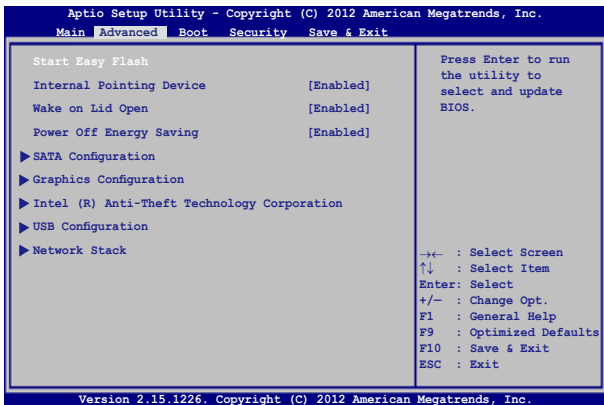 Aptio Setup Utility - Copyright (C) 2012 American Megatrends, Inc.
Main Advanced Boot Security Save & Exit
Start Easy Flash
Internal Pointing Device [Enabled]
Wake on Lid Open [Enabled]
Power Off Energy Saving [Enabled]
SATA Configuration
Graphics Configuration
Intel (R) Anti-Theft Technology Corporation
USB Configuration
Network Stack
Press Enter to run
the utility to
select and update
BIOS.
→← : Select Screen
↑↓ : Select Item
Enter: Select
+/— : Change Opt.
F1 : General Help
F9 : Optimized Defaults
F10 : Save & Exit
ESC : Exit
Version 2.15.1226. Copyright (C) 2012 American Megatrends, Inc.